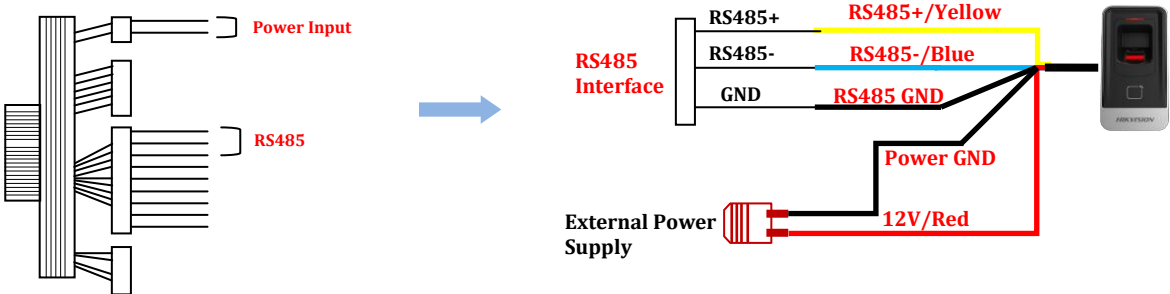 Power Input
RS485
RS485
Interface
RS485+
RS485-
GND
RS485+/Yellow
RS485-/Blue
RS485 GND
Power GND
12V/Red
External Power
Supply
HIKVISION